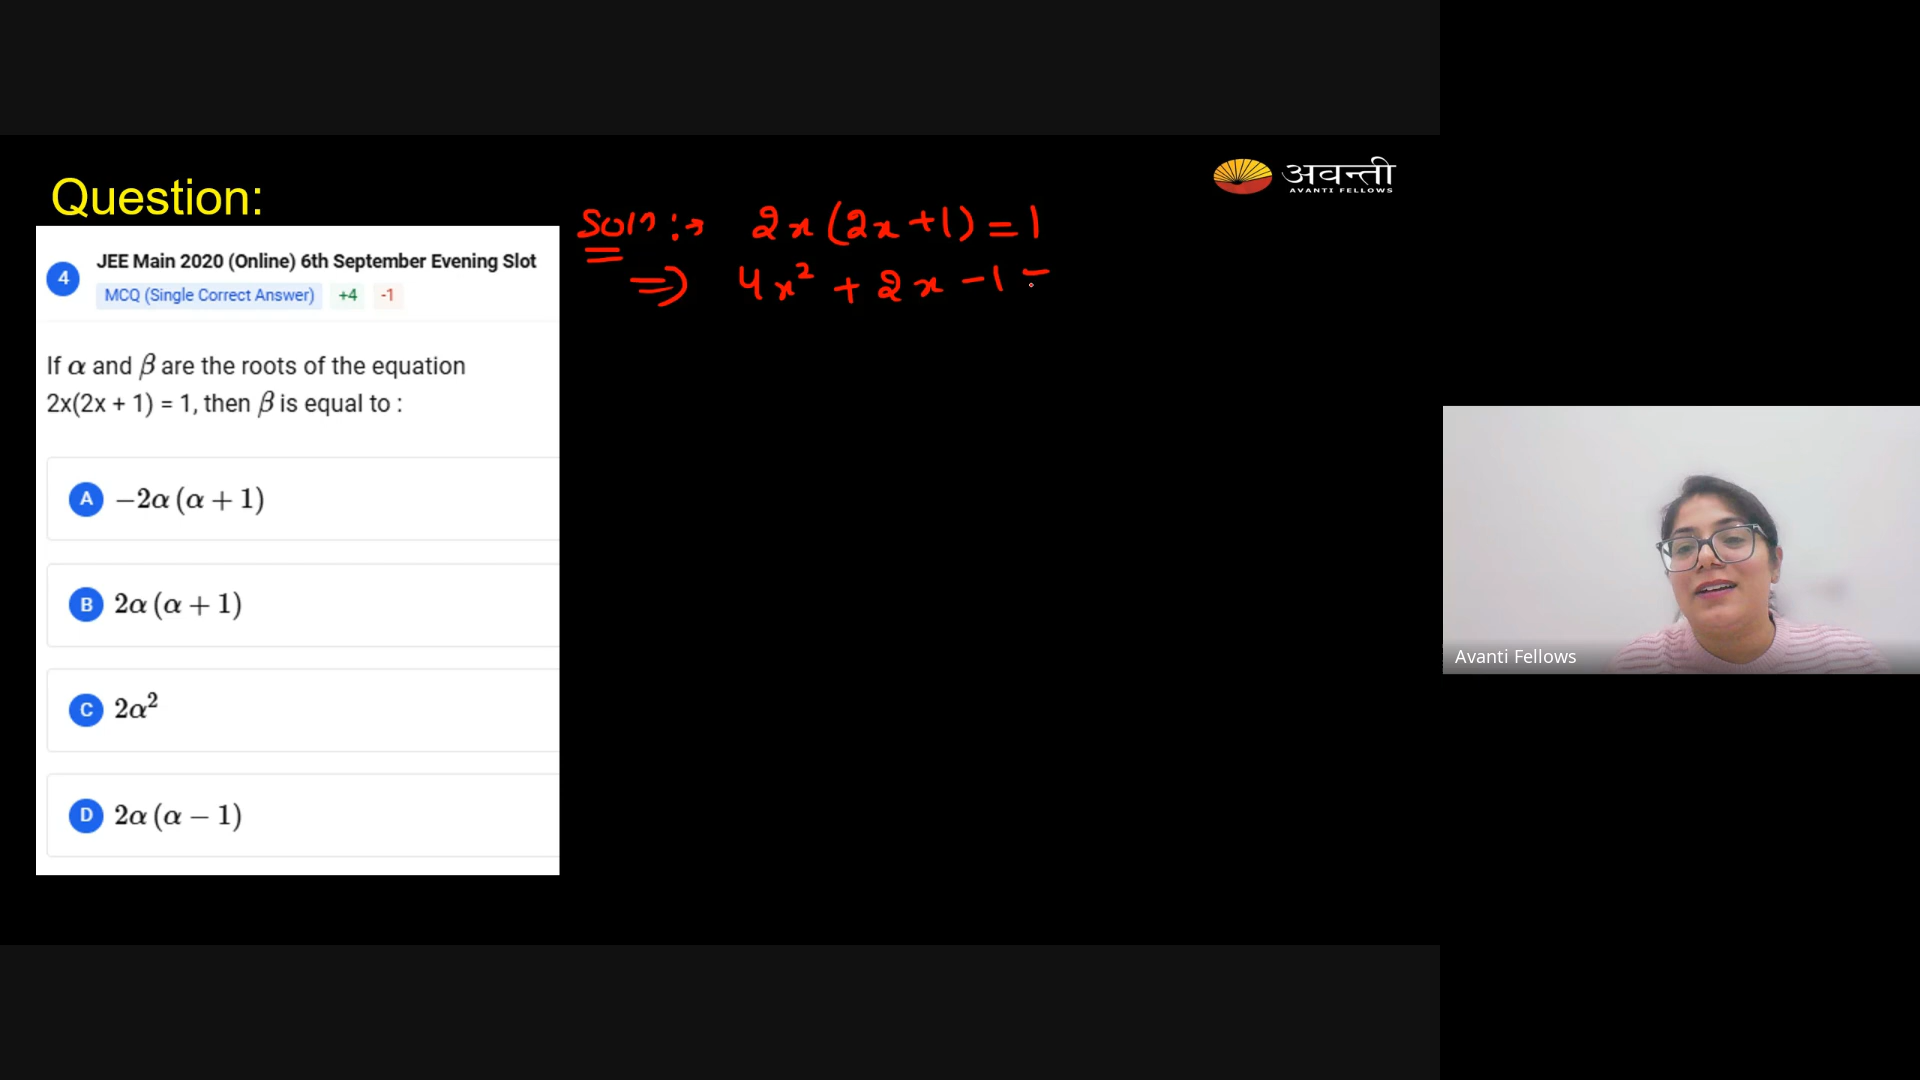 Question:
4
JEE Main 2020 (Online) 6th September Evening Slot
MCQ (Single Correct Answer) +4 -1
If α and β are the roots of the equation
2x(2x + 1) = 1, then β is equal to :
A −2α (α + 1)
B 2α (α + 1)
C 2α²
D 2α (α − 1)
Soln :→ 2x(2x+1) = 1
⇒ 4x² + 2x -1 =
अवन्ती
AVANTI FELLOWS
Avanti Fellows